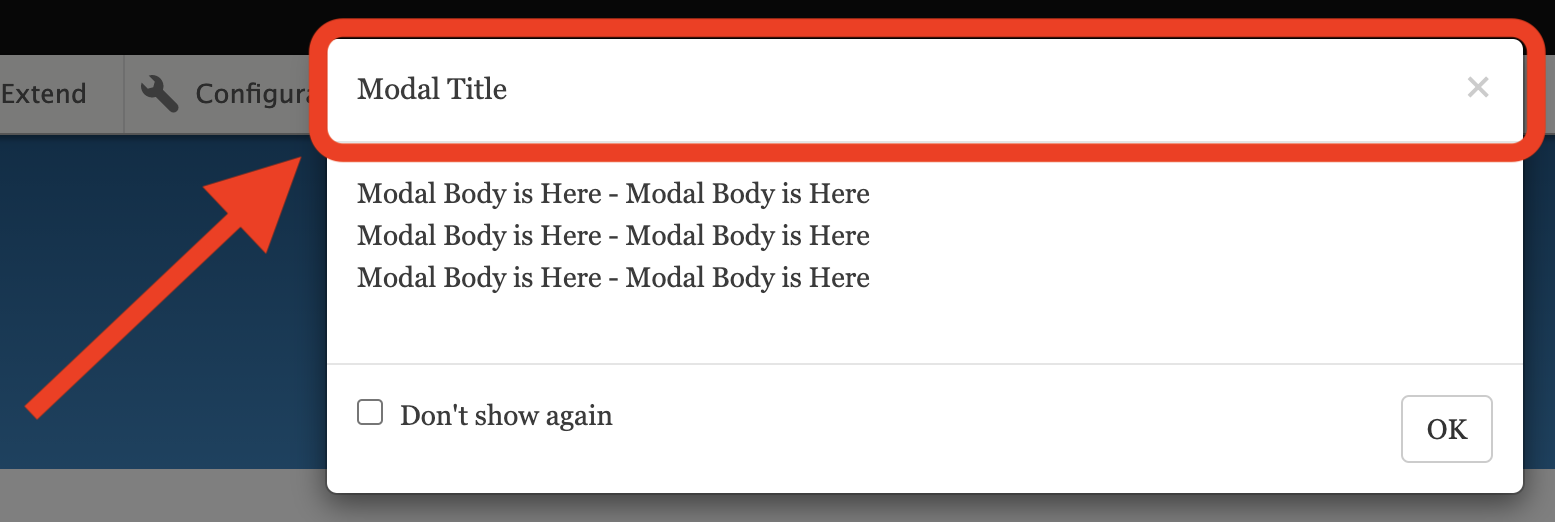 Extend
Configura
Modal Title
Modal Body is Here - Modal Body is Here
Modal Body is Here - Modal Body is Here
Modal Body is Here - Modal Body is Here
Don't show again
OK